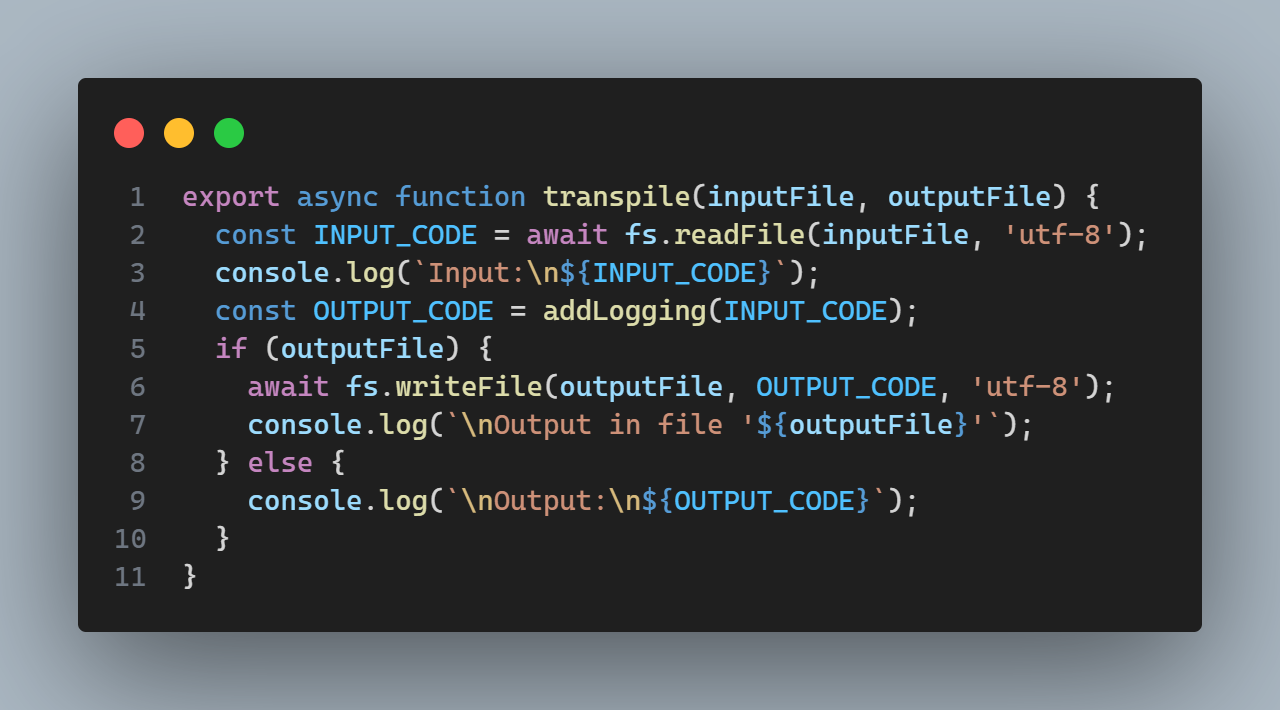 1 export async function transpile(inputFile, outputFile) {
2   const INPUT_CODE = await fs.readFile(inputFile, 'utf-8');
3   console.log(`Input:\n${INPUT_CODE}`);
4   const OUTPUT_CODE = addLogging(INPUT_CODE);
5   if (outputFile) {
6     await fs.writeFile(outputFile, OUTPUT_CODE, 'utf-8');
7     console.log(`\nOutput in file '${outputFile}'`);
8   } else {
9     console.log(`\nOutput:\n${OUTPUT_CODE}`);
10   }
11 }